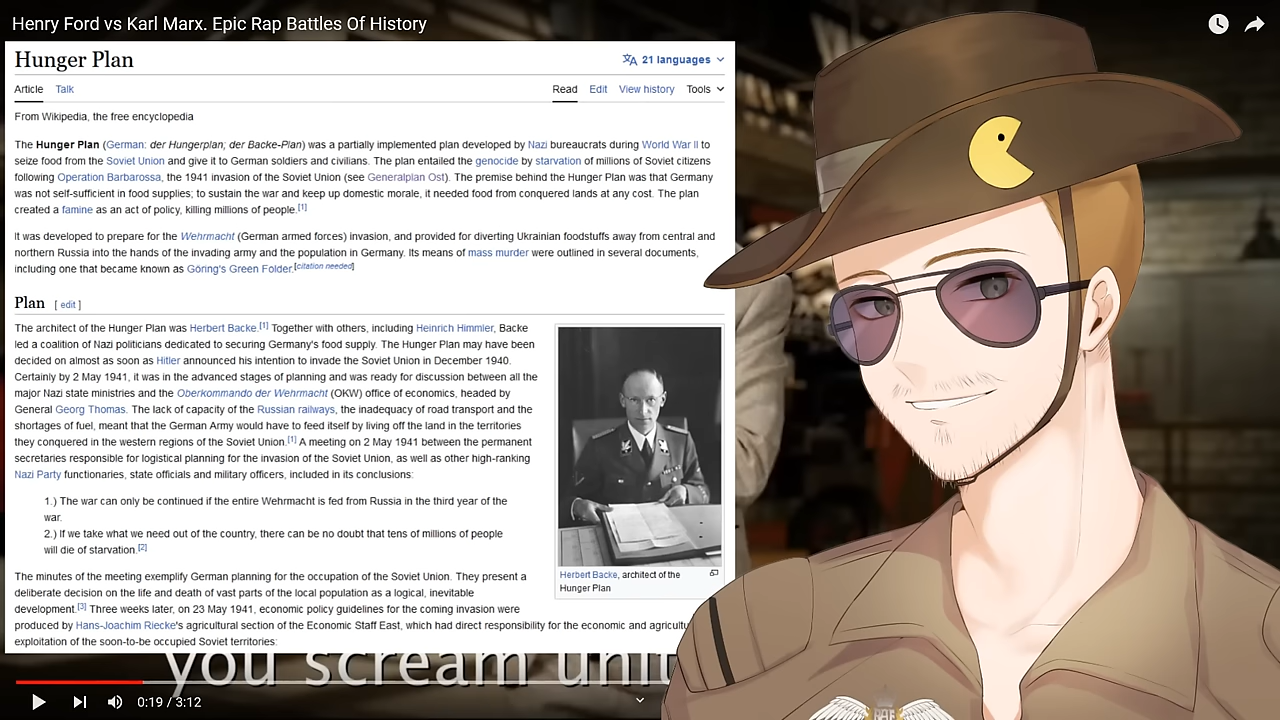 Henry Ford vs Karl Marx. Epic Rap Battles Of History
Hunger Plan
21 languages
Article Talk Read Edit View history Tools
From Wikipedia, the free encyclopedia
The Hunger Plan (German: der Hungerplan; der Backe-Plan) was a partially implemented plan developed by Nazi bureaucrats during World War II to
seize food from the Soviet Union and give it to German soldiers and civilians. The plan entailed the genocide by starvation of millions of Soviet citizens
following Operation Barbarossa, the 1941 invasion of the Soviet Union (see Generalplan Ost). The premise behind the Hunger Plan was that Germany
was not self-sufficient in food supplies; to sustain the war and keep up domestic morale, it needed food from conquered lands at any cost. The plan
created a famine as an act of policy, killing millions of people.[1]
It was developed to prepare for the Wehrmacht (German armed forces) invasion, and provided for diverting Ukrainian foodstuffs away from central and
northern Russia into the hands of the invading army and the population in Germany. Its means of mass murder were outlined in several documents,
including one that became known as Göring's Green Folder.[citation needed]
Plan [ edit ]
The architect of the Hunger Plan was Herbert Backe.[1] Together with others, including Heinrich Himmler, Backe
led a coalition of Nazi politicians dedicated to securing Germany's food supply. The Hunger Plan may have been
decided on almost as soon as Hitler announced his intention to invade the Soviet Union in December 1940.
Certainly by 2 May 1941, it was in the advanced stages of planning and was ready for discussion between all the
major Nazi state ministries and the Oberkommando der Wehrmacht (OKW) office of economics, headed by
General Georg Thomas. The lack of capacity of the Russian railways, the inadequacy of road transport and the
shortages of fuel, meant that the German Army would have to feed itself by living off the land in the territories
they conquered in the western regions of the Soviet Union.[1] A meeting on 2 May 1941 between the permanent
secretaries responsible for logistical planning for the invasion of the Soviet Union, as well as other high-ranking
Nazi Party functionaries, state officials and military officers, included in its conclusions:
1.) The war can only be continued if the entire Wehrmacht is fed from Russia in the third year of the
war.
2.) If we take what we need out of the country, there can be no doubt that tens of millions of people
will die of starvation.[2]
Herbert Backe, architect of the
Hunger Plan
The minutes of the meeting exemplify German planning for the occupation of the Soviet Union. They present a
deliberate decision on the life and death of vast parts of the local population as a logical, inevitable
development.[3] Three weeks later, on 23 May 1941, economic policy guidelines for the coming invasion were
produced by Hans-Joachim Riecke's agricultural section of the Economic Staff East, which had direct responsibility for the economic and agricultu
exploitation of the soon-to-be occupied Soviet territories:
you scream unit
0:19 / 3:12
RAF